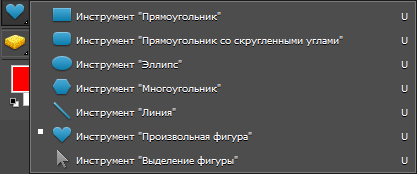 Инструмент "Прямоугольник" U
Инструмент "Прямоугольник со скругленными углами" U
Инструмент "Эллипс" U
Инструмент "Многоугольник" U
Инструмент "Линия" U
Инструмент "Произвольная фигура" U
Инструмент "Выделение фигуры" U